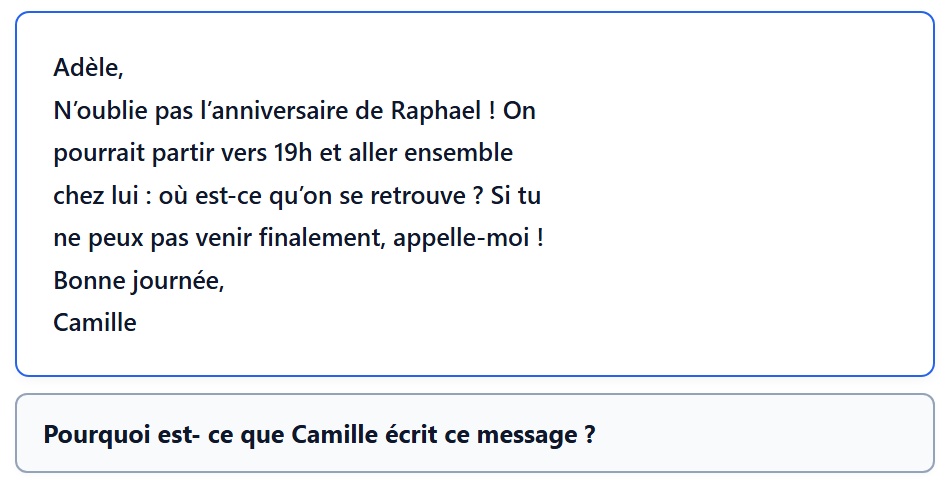 Adèle,
N’oublie pas l’anniversaire de Raphael ! On
pourrait partir vers 19h et aller ensemble
chez lui : où est-ce qu’on se retrouve ? Si tu
ne peux pas venir finalement, appelle-moi !
Bonne journée,
Camille
Pourquoi est- ce que Camille écrit ce message ?